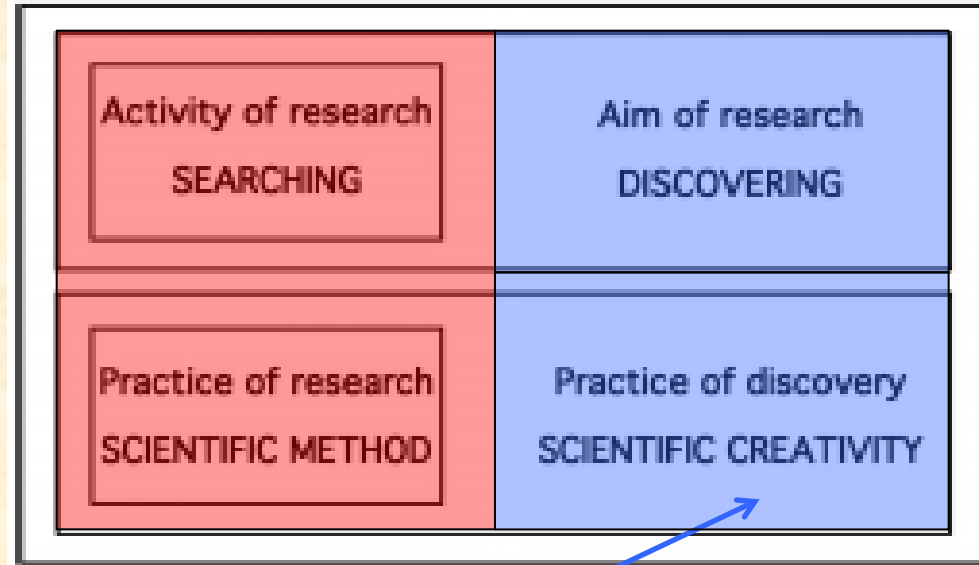 Activity of research
SEARCHING
Aim of research
DISCOVERING
Practice of research
SCIENTIFIC METHOD
Practice of discovery
SCIENTIFIC CREATIVITY